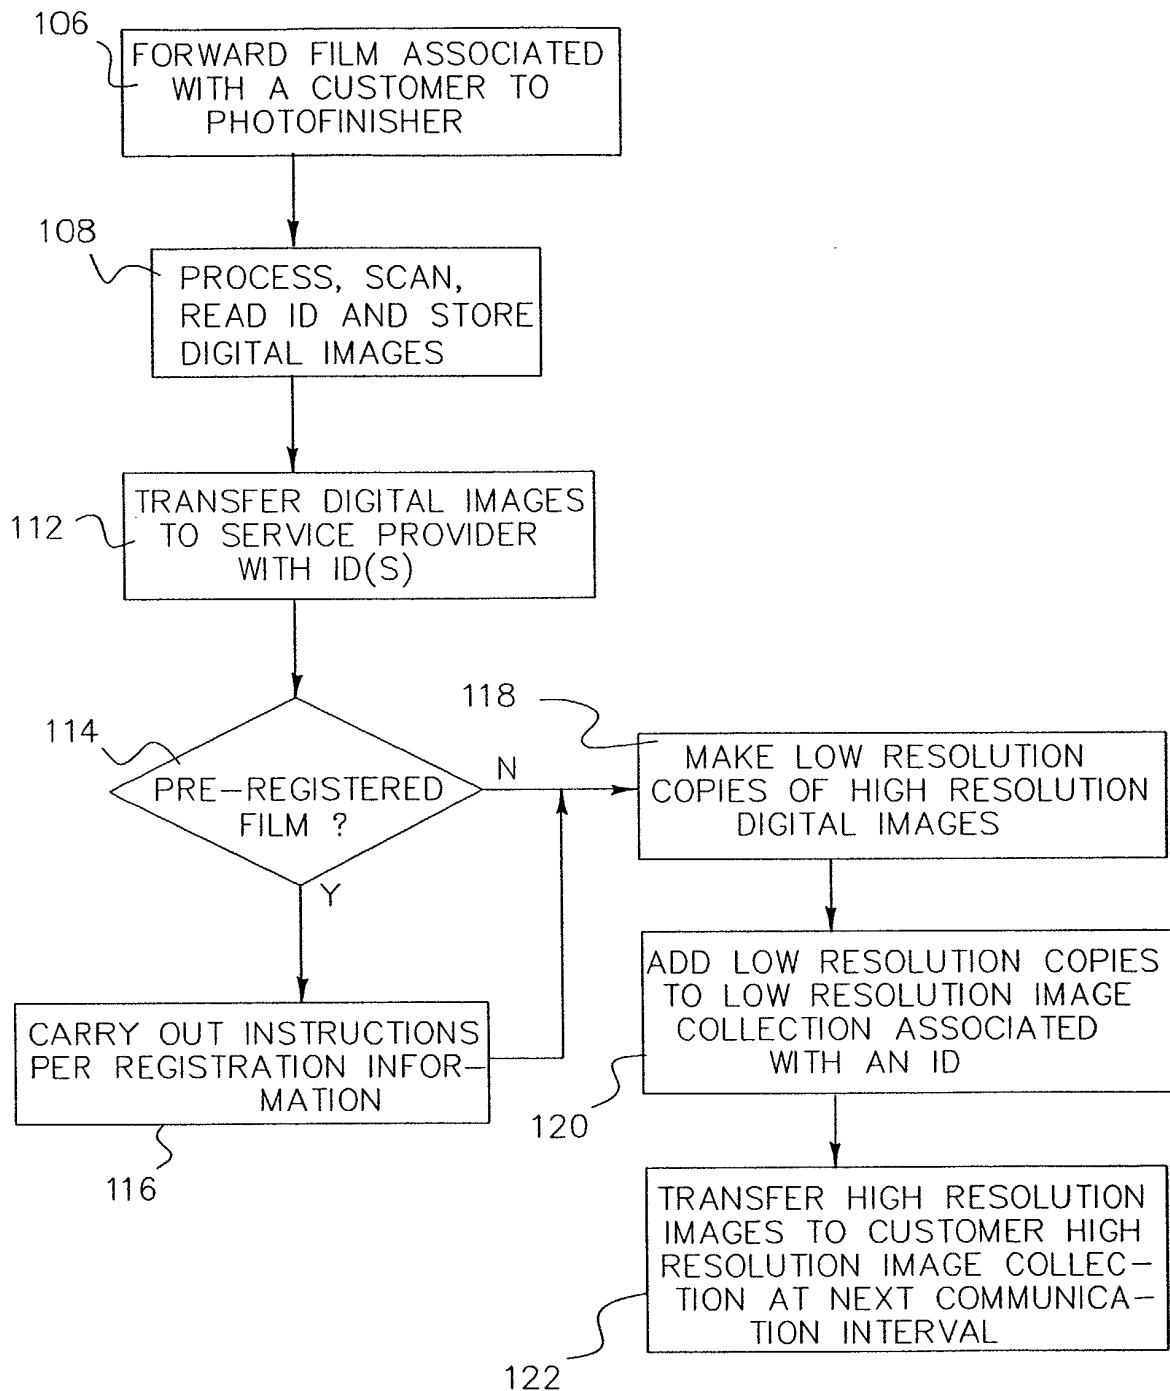 106
FORWARD FILM ASSOCIATED
WITH A CUSTOMER TO
PHOTOFINISHER
108
PROCESS, SCAN,
READ ID AND STORE
DIGITAL IMAGES
112
TRANSFER DIGITAL IMAGES
TO SERVICE PROVIDER
WITH ID(S)
114
PRE-REGISTERED
FILM ?
N
Y
116
CARRY OUT INSTRUCTIONS
PER REGISTRATION INFOR-
MATION
118
MAKE LOW RESOLUTION
COPIES OF HIGH RESOLUTION
DIGITAL IMAGES
ADD LOW RESOLUTION COPIES
TO LOW RESOLUTION IMAGE
COLLECTION ASSOCIATED
WITH AN ID
120
TRANSFER HIGH RESOLUTION
IMAGES TO CUSTOMER HIGH
RESOLUTION IMAGE COLLEC-
TION AT NEXT COMMUNICA-
TION INTERVAL
122